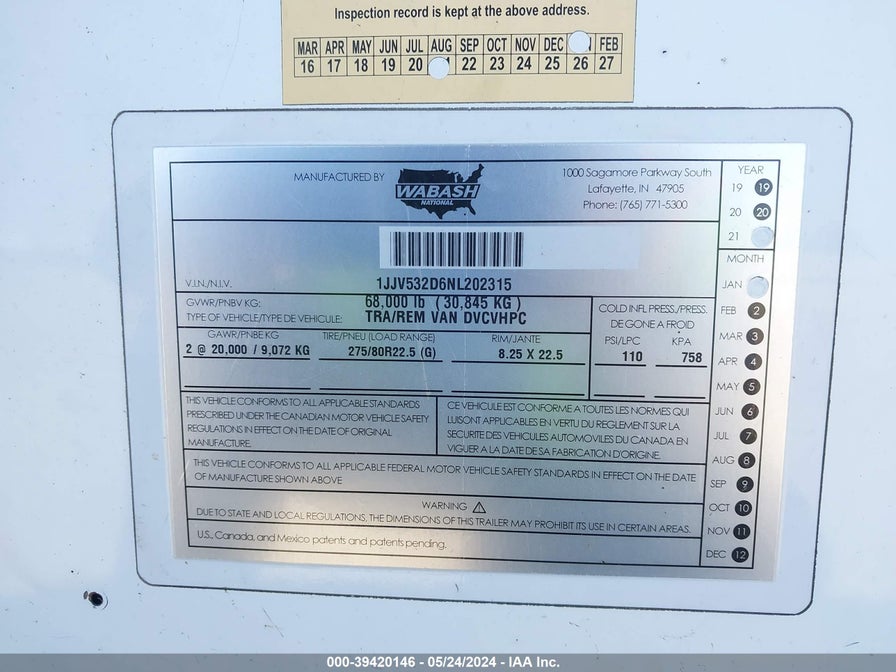 Inspection record is kept at the above address.
MAR APR MAY JUN JUL AUG SEP OCT NOV DEC FEB
16 17 18 19 20 22 23 24 25 26 27
MANUFACTURED BY
WABASH
NATIONAL
1000 Sagamore Parkway South
Lafayette, IN 47905
Phone: (765) 771-5300
V.I.N./N.I.V. 1JJV532D6NL202315
GVWR/PNBV KG: 68,000 lb ( 30,845 KG )
TYPE OF VEHICLE/TYPE DE VEHICULE: TRA/REM VAN DVCVHPC
GAWR/PNBE KG TIRE/PNEU (LOAD RANGE) RIM/JANTE
2 @ 20,000 / 9,072 KG 275/80R22.5 (G) 8.25 X 22.5
COLD INFL PRESS./PRESS.
DE GONE A FROID
PSI/LPC KPA
110 758
THIS VEHICLE CONFORMS TO ALL APPLICABLE STANDARDS
PRESCRIBED UNDER THE CANADIAN MOTOR VEHICLE SAFETY
REGULATIONS IN EFFECT ON THE DATE OF ORIGINAL
MANUFACTURE.
CE VEHICULE EST CONFORME A TOUTES LES NORMES QUI
LUISONT APPLICABLES EN VERTU DU REGLEMENT SUR LA
SECURITE DES VEHICULES AUTOMOVILES DU CANADA EN
VIGUER A LA DATE DE SA FABRICATION D'ORIGINE.
THIS VEHICLE CONFORMS TO ALL APPLICABLE FEDERAL MOTOR VEHICLE SAFETY STANDARDS IN EFFECT ON THE DATE
OF MANUFACTURE SHOWN ABOVE
WARNING
DUE TO STATE AND LOCAL REGULATIONS, THE DIMENSIONS OF THIS TRAILER MAY PROHIBIT ITS USE IN CERTAIN AREAS.
U.S., Canada, and Mexico patents and patents pending.
YEAR
19 19
20 20
21
MONTH
JAN
FEB 2
MAR 3
APR 4
MAY 5
JUN 6
JUL 7
AUG 8
SEP 9
OCT 10
NOV 11
DEC 12
000-39420146 - 05/24/2024 - IAA Inc.